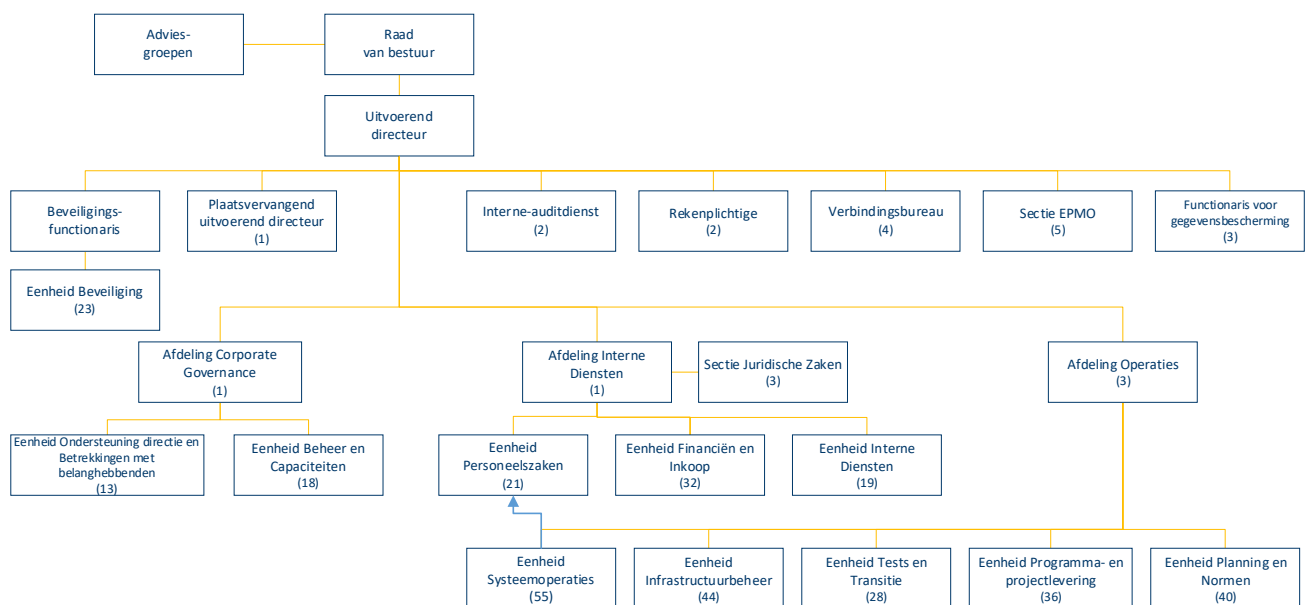 Advies-
groepen
Raad
van bestuur
Uitvoerend
directeur
Beveiligings-
functionaris
Plaatsvervangend
uitvoerend directeur
(1)
Interne-auditdienst
(2)
Rekenplichtige
(2)
Verbindingsbureau
(4)
Sectie EPMO
(5)
Functionaris voor
gegevensbescherming
(3)
Eenheid Beveiliging
(23)
Afdeling Corporate
Governance
(1)
Afdeling Interne
Diensten
(1)
Sectie Juridische Zaken
(3)
Afdeling Operaties
(3)
Eenheid Ondersteuning directie en
Betrekkingen met
belanghebbenden
(13)
Eenheid Beheer en
Capaciteiten
(18)
Eenheid
Personeelszaken
(21)
Eenheid Financiën en
Inkoop
(32)
Eenheid Interne
Diensten
(19)
Eenheid
Systeemoperaties
(55)
Eenheid
Infrastructuurbeheer
(44)
Eenheid Tests en
Transitie
(28)
Eenheid Programma- en
projectlevering
(36)
Eenheid Planning en
Normen
(40)